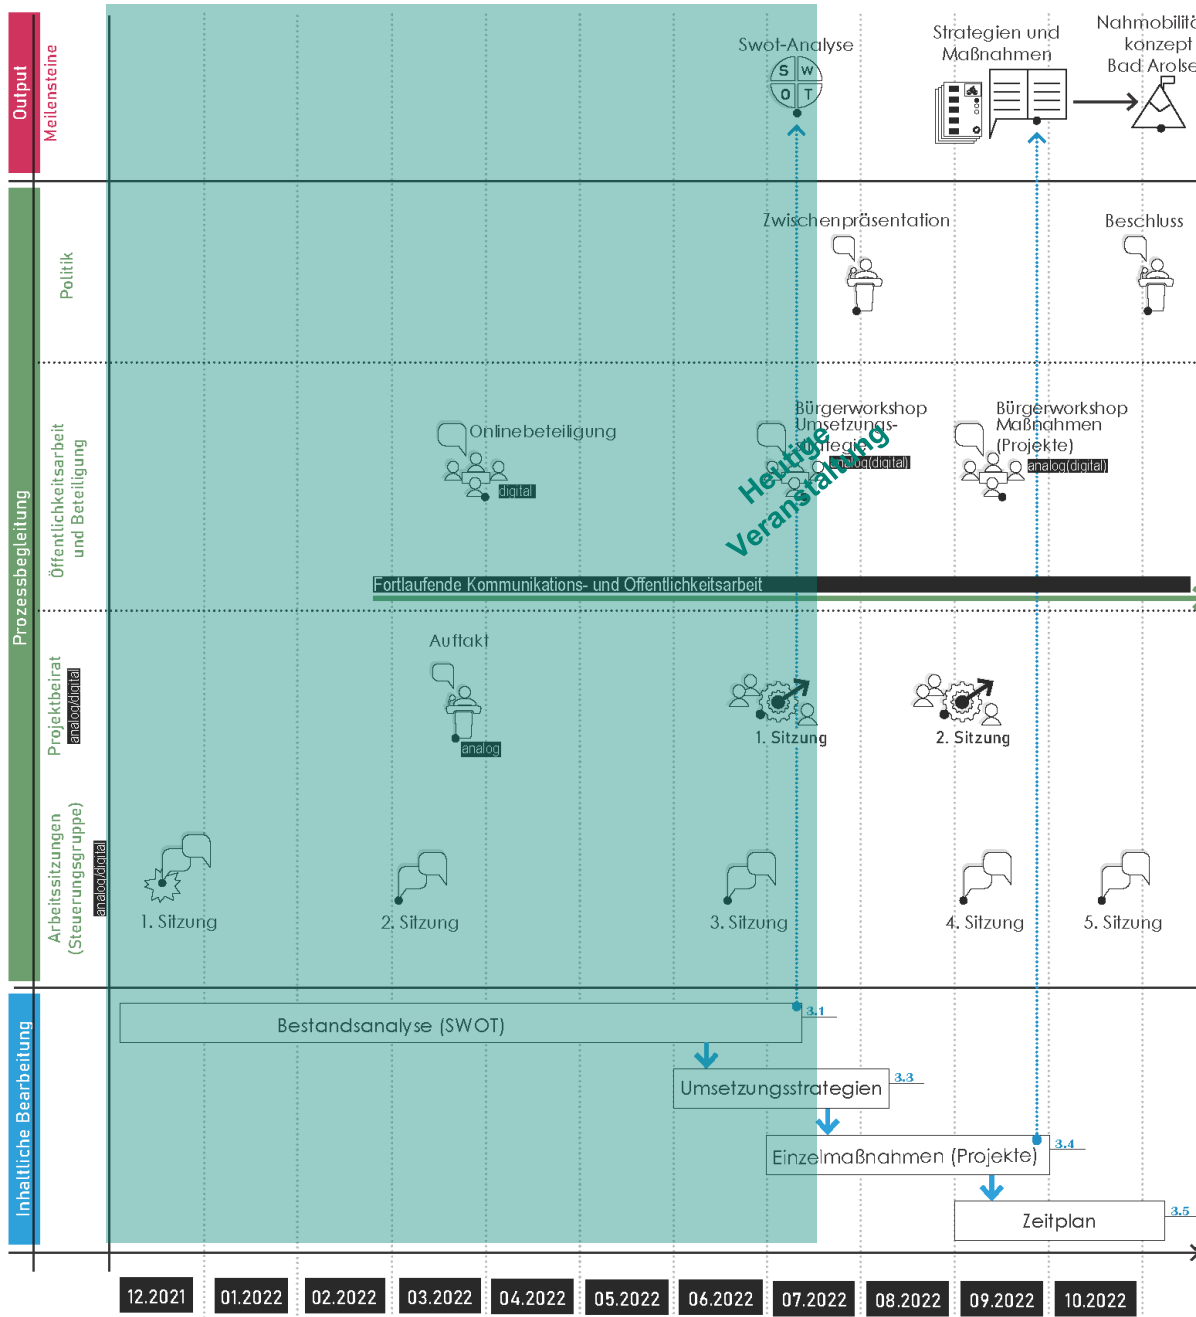 Output
Meilensteine
Swot-Analyse
S W
O T
Strategien und
Maßnahmen
Nahmobilitä
konzept
Bad Arolse
Prozessbegleitung
Politik
Zwischenpräsentation
Beschluss
Öffentlichkeitsarbeit
und Beteiligung
Onlinebeteiligung
digital
Bürgerworkshop
Umsetzungs-
strategie
analog(digital)
Heutige
Veranstaltung
Bürgerworkshop
Maßnahmen
(Projekte)
analog(digital)
Fortlaufende Kommunikations- und Offentlichkeitsarbeit
Projektbeirat
analog/digital
Auftakt
analog
1. Sitzung
2. Sitzung
Arbeitssitzungen
(Steuerungsgruppe)
analog/digital
1. Sitzung
2. Sitzung
3. Sitzung
4. Sitzung
5. Sitzung
Inhaltliche Bearbeitung
Bestandsanalyse (SWOT)
3.1
Umsetzungsstrategien
3.3
Einzelmaßnahmen (Projekte)
3.4
Zeitplan
3.5
12.2021
01.2022
02.2022
03.2022
04.2022
05.2022
06.2022
07.2022
08.2022
09.2022
10.2022